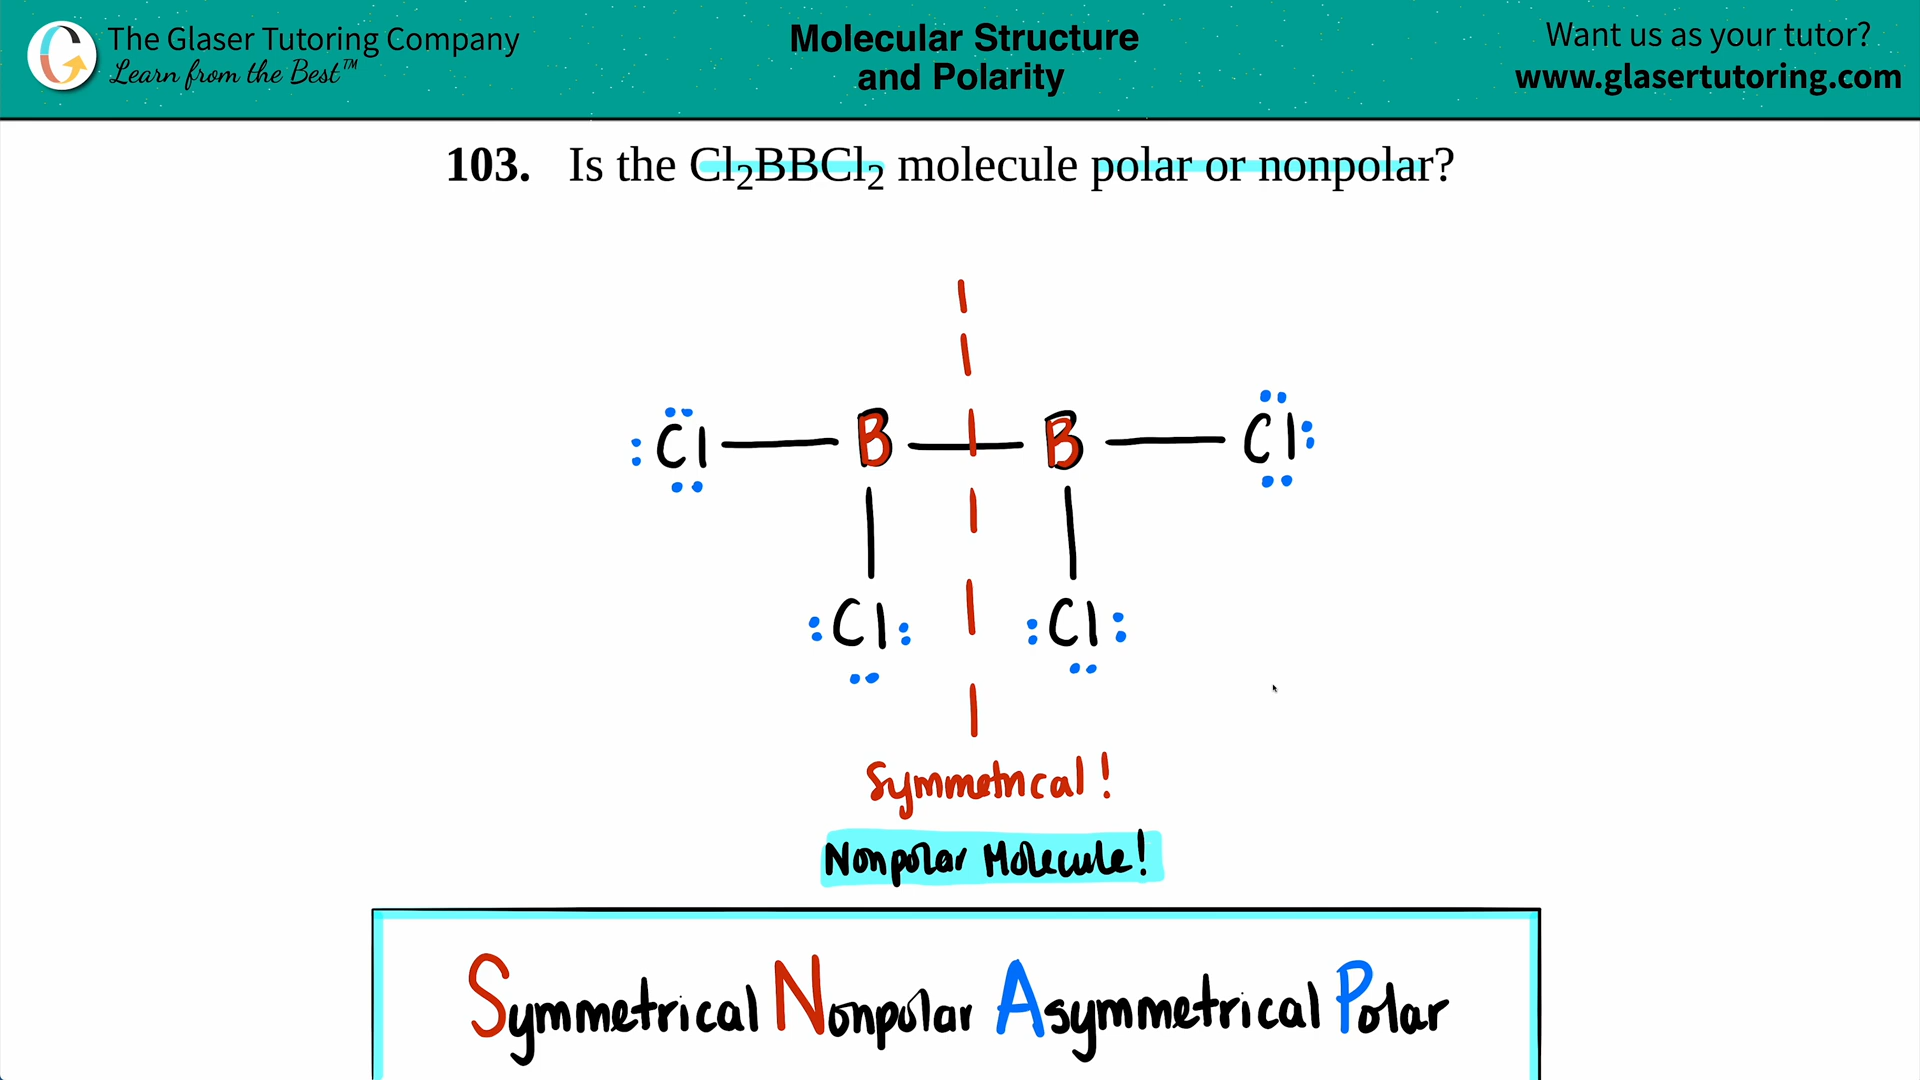 The Glaser Tutoring Company
Learn from the Best™
Molecular Structure
and Polarity
Want us as your tutor?
www.glasertutoring.com
103. Is the Cl₂BBCl₂ molecule polar or nonpolar?
:Cl B B Cl:
:Cl: :Cl:
Symmetrical!
Nonpolar Molecule!
Symmetrical Nonpolar Asymmetrical Polar